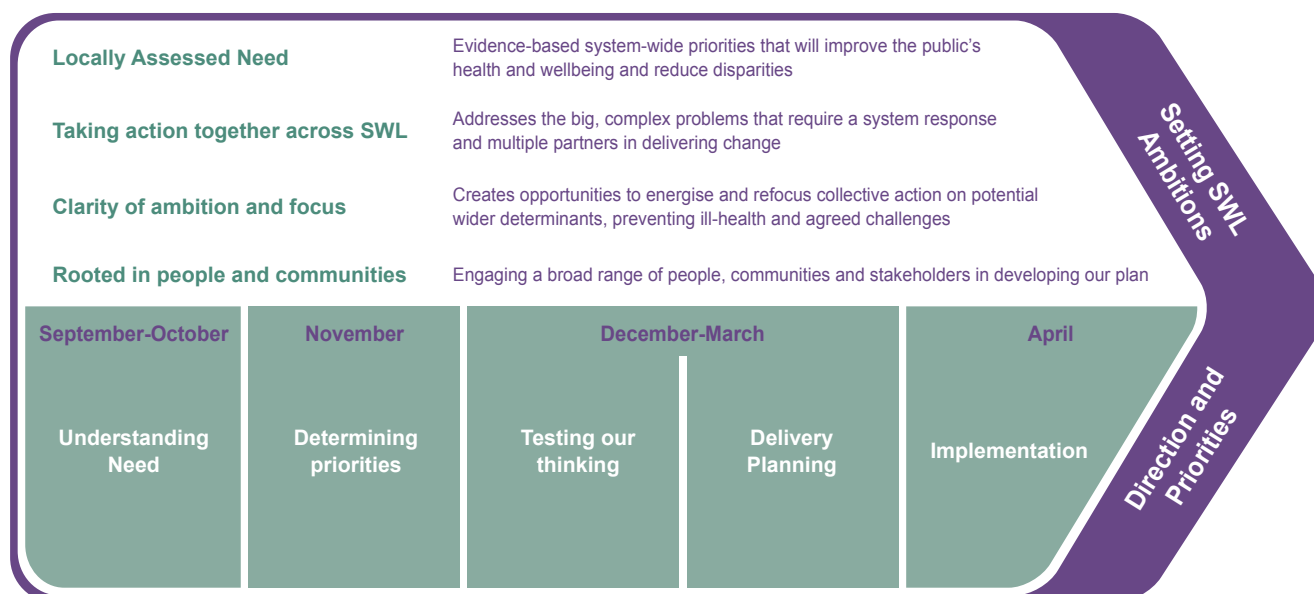 Locally Assessed Need
Evidence-based system-wide priorities that will improve the public's
health and wellbeing and reduce disparities
Taking action together across SWL
Addresses the big, complex problems that require a system response
and multiple partners in delivering change
Clarity of ambition and focus
Creates opportunities to energise and refocus collective action on potential
wider determinants, preventing ill-health and agreed challenges
Rooted in people and communities
Engaging a broad range of people, communities and stakeholders in developing our plan
September-October
Understanding
Need
November
Determining
priorities
December-March
Testing our
thinking
Delivery
Planning
April
Implementation
Setting SWL
Ambitions
Direction and
Priorities